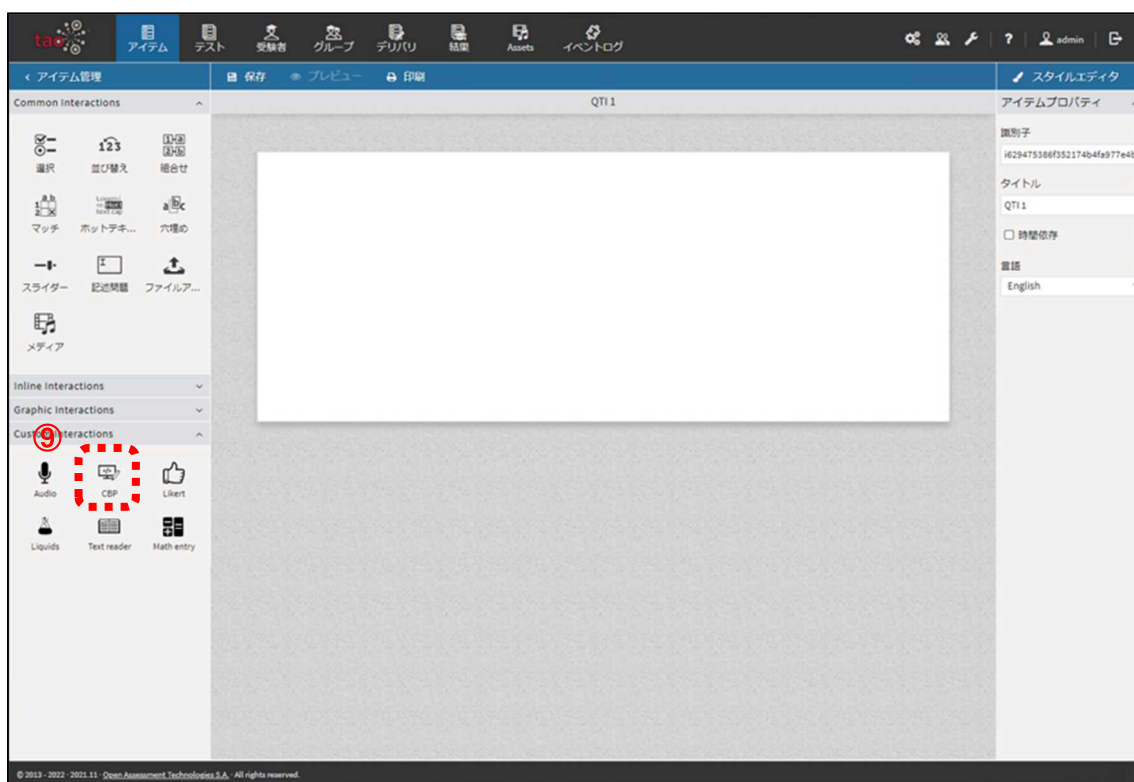 tao
アイテム
テスト
受験者
グループ
デリバリ
結果
Assets
イベントログ
?
admin
‹ アイテム管理
保存
プレビュー
印刷
スタイルエディタ
Common Interactions
QTI 1
アイテムプロパティ
選択
並び替え
組合せ
マッチ
ホットテキ...
穴埋め
スライダー
記述問題
ファイルア...
メディア
識別子
i629475386f352174b4fa977e4b
タイトル
QTI 1
時間依存
言語
English
Inline Interactions
Graphic Interactions
Custom Interactions
⑨
Audio
CBP
Likert
Liquids
Text reader
Math entry
© 2013 - 2022 · 2021.11 · Open Assessment Technologies S.A. · All rights reserved.